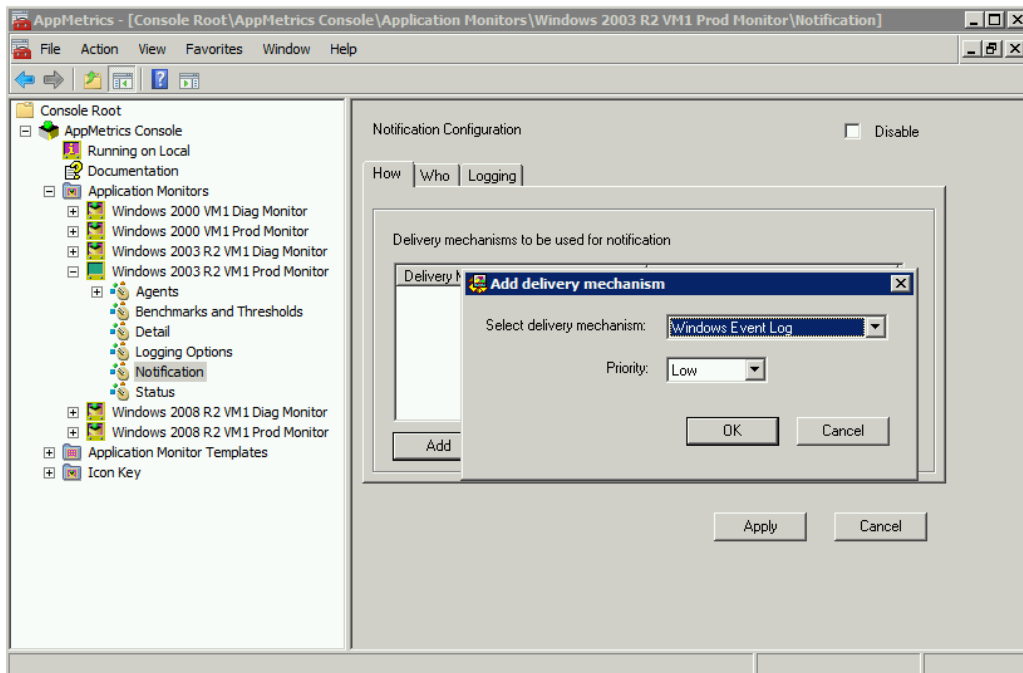 AppMetrics - [Console Root\AppMetrics Console\Application Monitors\Windows 2003 R2 VM1 Prod Monitor\Notification]
File Action View Favorites Window Help
Console Root
AppMetrics Console
Running on Local
Documentation
Application Monitors
Windows 2000 VM1 Diag Monitor
Windows 2000 VM1 Prod Monitor
Windows 2003 R2 VM1 Diag Monitor
Windows 2003 R2 VM1 Prod Monitor
Agents
Benchmarks and Thresholds
Detail
Logging Options
Notification
Status
Windows 2008 R2 VM1 Diag Monitor
Windows 2008 R2 VM1 Prod Monitor
Application Monitor Templates
Icon Key
Notification Configuration
Disable
How Who Logging
Delivery mechanisms to be used for notification
Delivery
Add delivery mechanism
Select delivery mechanism: Windows Event Log
Priority: Low
OK Cancel
Add
Apply Cancel